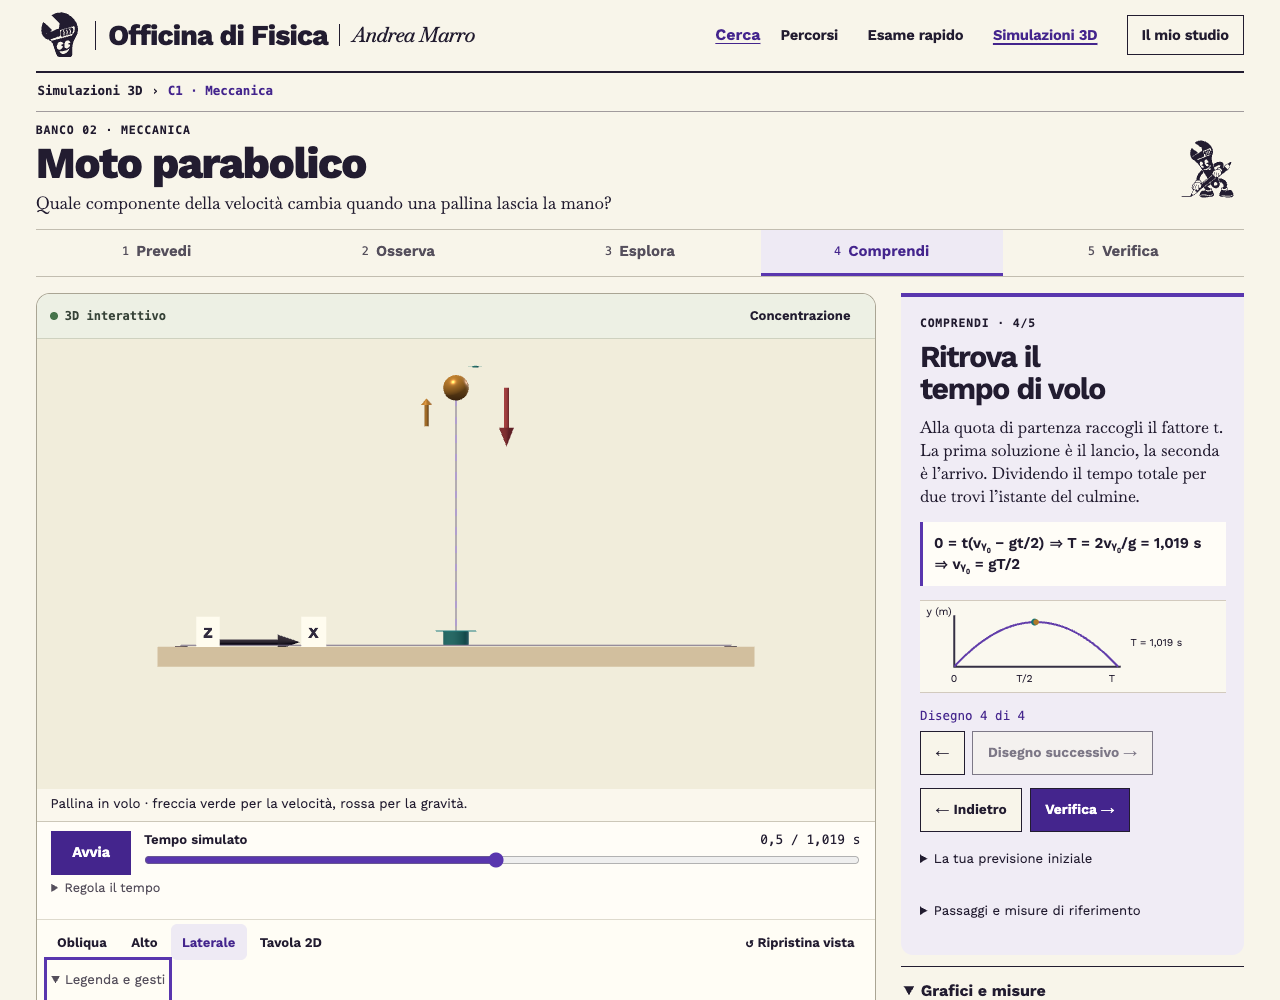 Officina di Fisica
Andrea Marro
Cerca
Percorsi
Esame rapido
Simulazioni 3D
Il mio studio
Simulazioni 3D › C1 · Meccanica
BANCO 02 · MECCANICA
Moto parabolico
Quale componente della velocità cambia quando una pallina lascia la mano?
1 Prevedi
2 Osserva
3 Esplora
4 Comprendi
5 Verifica
3D interattivo
Concentrazione
Z
X
Pallina in volo · freccia verde per la velocità, rossa per la gravità.
Avvia
Tempo simulato
0,5 / 1,019 s
▶ Regola il tempo
Obliqua
Alto
Laterale
Tavola 2D
↺ Ripristina vista
▼ Legenda e gesti
COMPRENDI · 4/5
Ritrova il
tempo di volo
Alla quota di partenza raccogli il fattore t.
La prima soluzione è il lancio, la seconda
è l’arrivo. Dividendo il tempo totale per
due trovi l’istante del culmine.
0 = t(vY₀ − gt/2) ⇒ T = 2vY₀/g = 1,019 s
⇒ vY₀ = gT/2
y (m)
T = 1,019 s
0
T/2
T
Disegno 4 di 4
←
Disegno successivo →
← Indietro
Verifica →
▶ La tua previsione iniziale
▶ Passaggi e misure di riferimento
▼ Grafici e misure